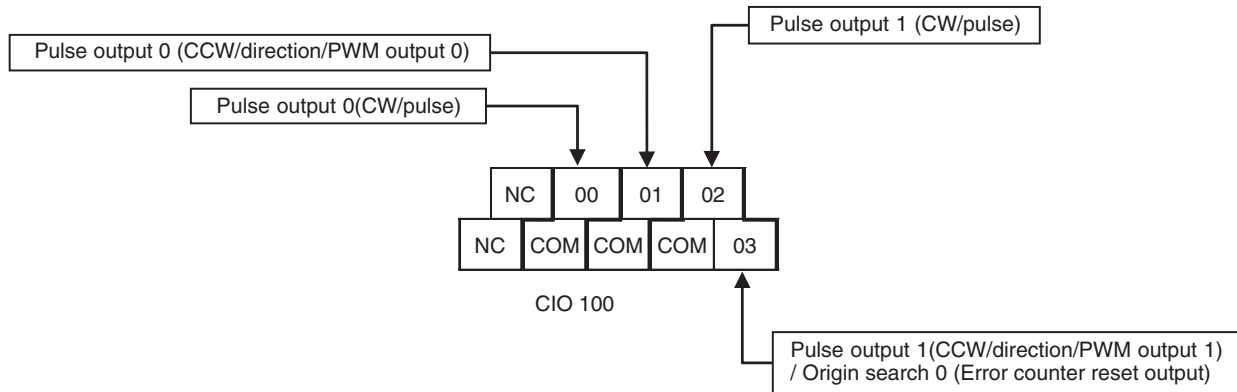 Pulse output 1 (CW/pulse)
Pulse output 0 (CCW/direction/PWM output 0)
Pulse output 0(CW/pulse)
NC 00 01 02
NC COM COM COM 03
CIO 100
Pulse output 1(CCW/direction/PWM output 1)
/ Origin search 0 (Error counter reset output)